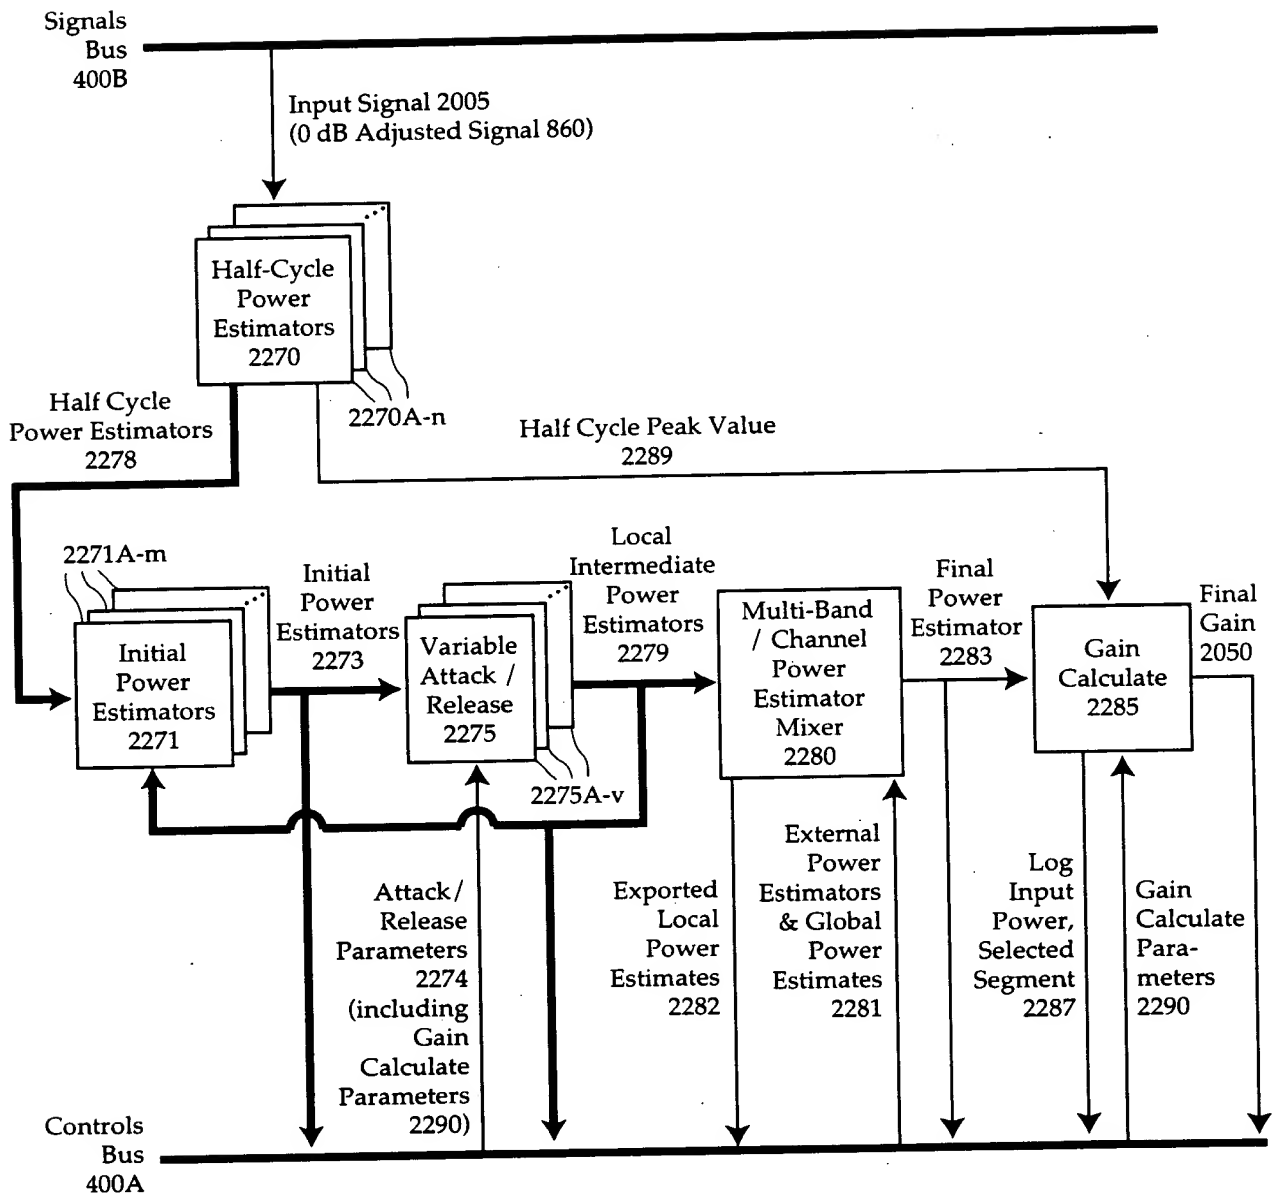 Signals
Bus
400B
Input Signal 2005
(0 dB Adjusted Signal 860)
Half-Cycle
Power
Estimators
2270
2270A-n
Half Cycle
Power Estimators
2278
Half Cycle Peak Value
2289
2271A-m
Initial
Power
Estimators
2271
Initial
Power
Estimators
2273
Variable
Attack /
Release
2275
2275A-v
Local
Intermediate
Power
Estimators
2279
Multi-Band
/ Channel
Power
Estimator
Mixer
2280
Final
Power
Estimator
2283
Gain
Calculate
2285
Final
Gain
2050
Attack/
Release
Parameters
2274
(including
Gain
Calculate
Parameters
2290)
Exported
Local
Power
Estimates
2282
External
Power
Estimators
& Global
Power
Estimates
2281
Log
Input
Power,
Selected
Segment
2287
Gain
Calculate
Para-
meters
2290
Controls
Bus
400A